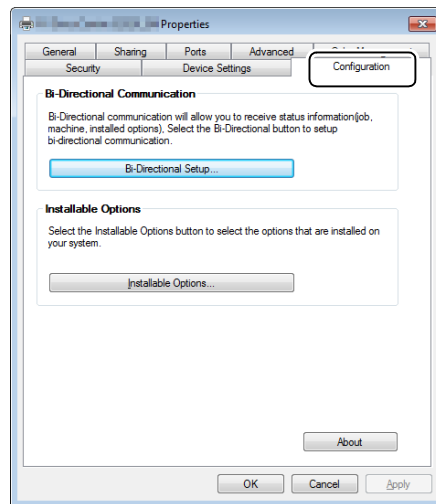 Properties
General Sharing Ports Advanced
Security Device Settings Configuration
Bi-Directional Communication
Bi-Directional communication will allow you to receive status
information(job,
machine, installed options), Select the Bi-Directional button to setup
bi-directional communication.
Bi-Directional Setup...
Installable Options
Select the Installable Options button to select the options that are installed on
your system.
Installable Options...
About
OK Cancel Apply